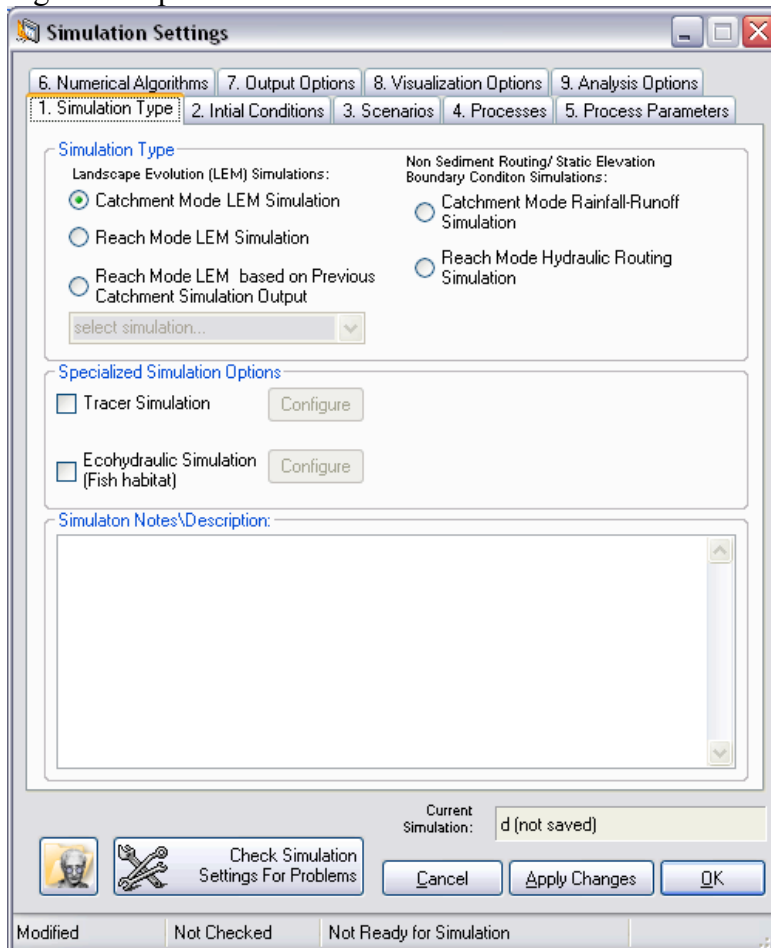 Simulation Settings
6. Numerical Algorithms 7. Output Options 8. Visualization Options 9. Analysis Options
1. Simulation Type 2. Intial Conditions 3. Scenarios 4. Processes 5. Process Parameters
Simulation Type
Landscape Evolution (LEM) Simulations:
Catchment Mode LEM Simulation
Reach Mode LEM Simulation
Reach Mode LEM based on Previous
Catchment Simulation Output
select simulation...
Non Sediment Routing/ Static Elevation
Boundary Conditon Simulations:
Catchment Mode Rainfall-Runoff
Simulation
Reach Mode Hydraulic Routing
Simulation
Specialized Simulation Options
Tracer Simulation Configure
Ecohydraulic Simulation
(Fish habitat)
Configure
Simulaton Notes\Description:
Current
Simulation:
d (not saved)
Check Simulation
Settings For Problems
Cancel Apply Changes OK
Modified Not Checked Not Ready for Simulation